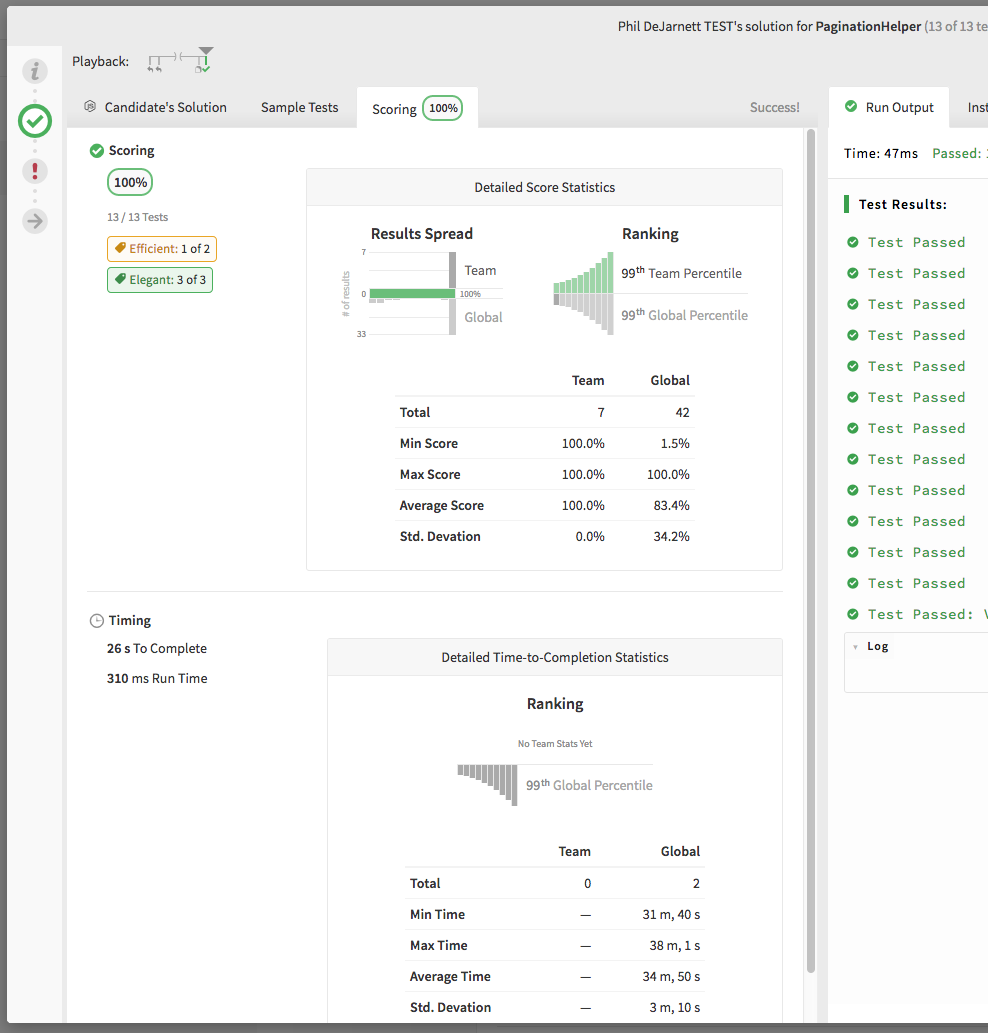 Phil DeJarnett TEST's solution for PaginationHelper (13 of 13 te
Playback:
Candidate's Solution
Sample Tests
Scoring 100%
Success!
Run Output
Inst
Scoring
100%
13 / 13 Tests
Efficient: 1 of 2
Elegant: 3 of 3
Detailed Score Statistics
Results Spread
# of results
7
0
33
Team
100%
Global
Ranking
99th Team Percentile
99th Global Percentile
Team Global
Total 7 42
Min Score 100.0% 1.5%
Max Score 100.0% 100.0%
Average Score 100.0% 83.4%
Std. Devation 0.0% 34.2%
Timing
26 s To Complete
310 ms Run Time
Detailed Time-to-Completion Statistics
Ranking
No Team Stats Yet
99th Global Percentile
Team Global
Total 0 2
Min Time — 31 m, 40 s
Max Time — 38 m, 1 s
Average Time — 34 m, 50 s
Std. Devation — 3 m, 10 s
Time: 47ms Passed:
Test Results:
Test Passed
Test Passed
Test Passed
Test Passed
Test Passed
Test Passed
Test Passed
Test Passed
Test Passed
Test Passed
Test Passed
Test Passed
Test Passed: V
Log